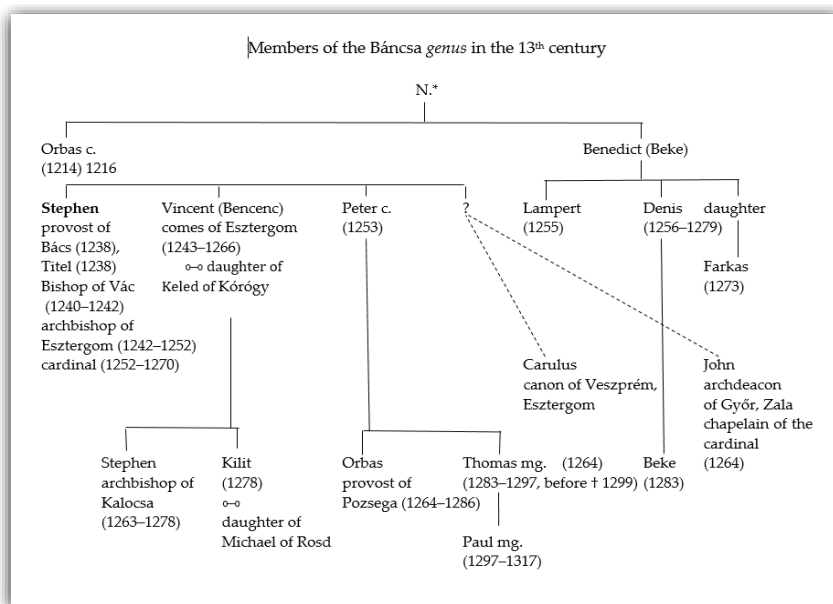 Members of the Báncsa genus in the 13th century
N.*
Orbas c.
(1214) 1216
Benedict (Beke)
Stephen
provost of
Bács (1238),
Titel (1238)
Bishop of Vác
(1240–1242)
archbishop of
Esztergom (1242–1252)
cardinal (1252–1270)
Vincent (Bencenc)
comes of Esztergom
(1243–1266)
o-o daughter of
Keled of Kórógy
Peter c.
(1253)
?
Lampert
(1255)
Denis
(1256–1279)
daughter
Farkas
(1273)
Carulus
canon of Veszprém,
Esztergom
John
archdeacon
of Győr, Zala
chapelain of the
cardinal
(1264)
Stephen
archbishop of
Kalocsa
(1263–1278)
Kilit
(1278)
o-o
daughter of
Michael of Rosd
Orbas
provost of
Pozsega (1264–1286)
Thomas mg. (1264)
(1283–1297, before † 1299)
Beke
(1283)
Paul mg.
(1297-1317)